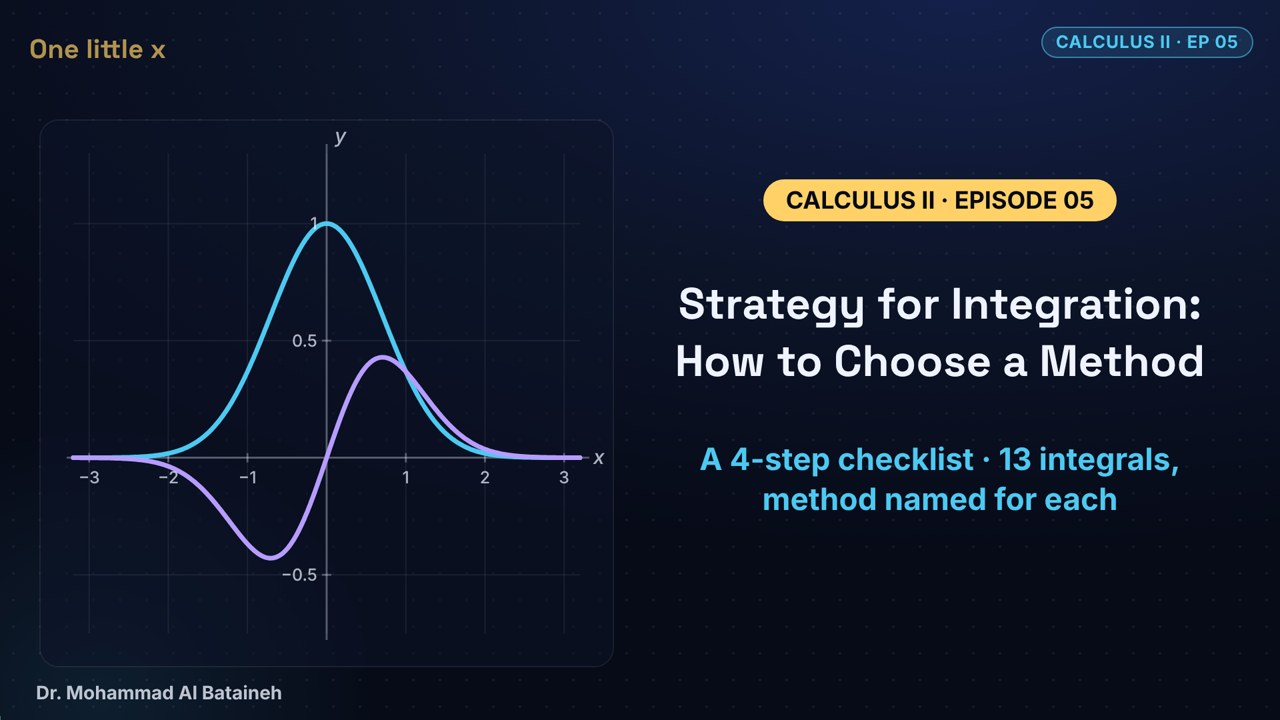 One little x
CALCULUS II · EP 05
y
1
0.5
−3
−2
−1
1
2
3
x
−0.5
CALCULUS II · EPISODE 05
Strategy for Integration:
How to Choose a Method
A 4-step checklist · 13 integrals,
method named for each
Dr. Mohammad Al Bataineh